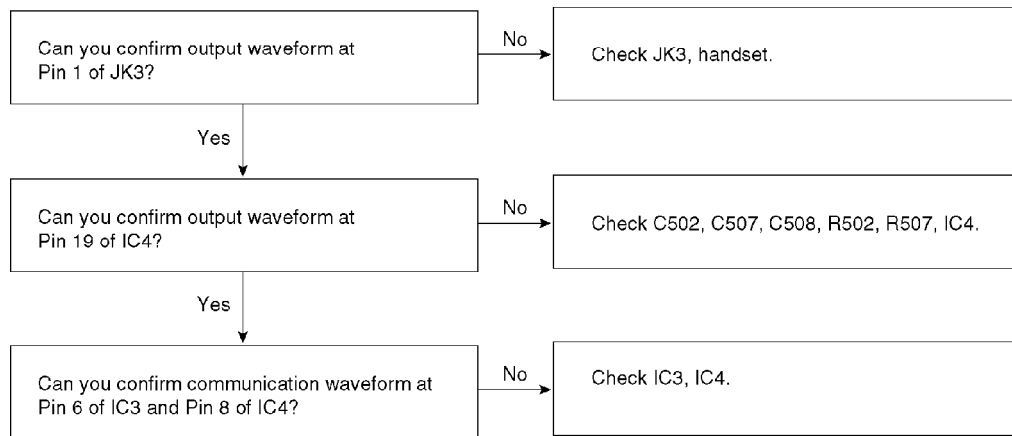 Can you confirm output waveform at
Pin 1 of JK3?
No
Check JK3, handset.
Yes
Can you confirm output waveform at
Pin 19 of IC4?
No
Check C502, C507, C508, R502, R507, IC4.
Yes
Can you confirm communication waveform at
Pin 6 of IC3 and Pin 8 of IC4?
No
Check IC3, IC4.